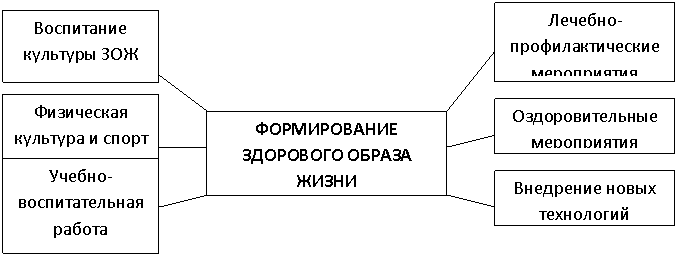 Воспитание
культуры ЗОЖ
Физическая
культура и спорт
Учебно-
воспитательная
работа
ФОРМИРОВАНИЕ
ЗДОРОВОГО ОБРАЗА
ЖИЗНИ
Лечебно-
профилактические
мероприятия
Оздоровительные
мероприятия
Внедрение новых
технологий